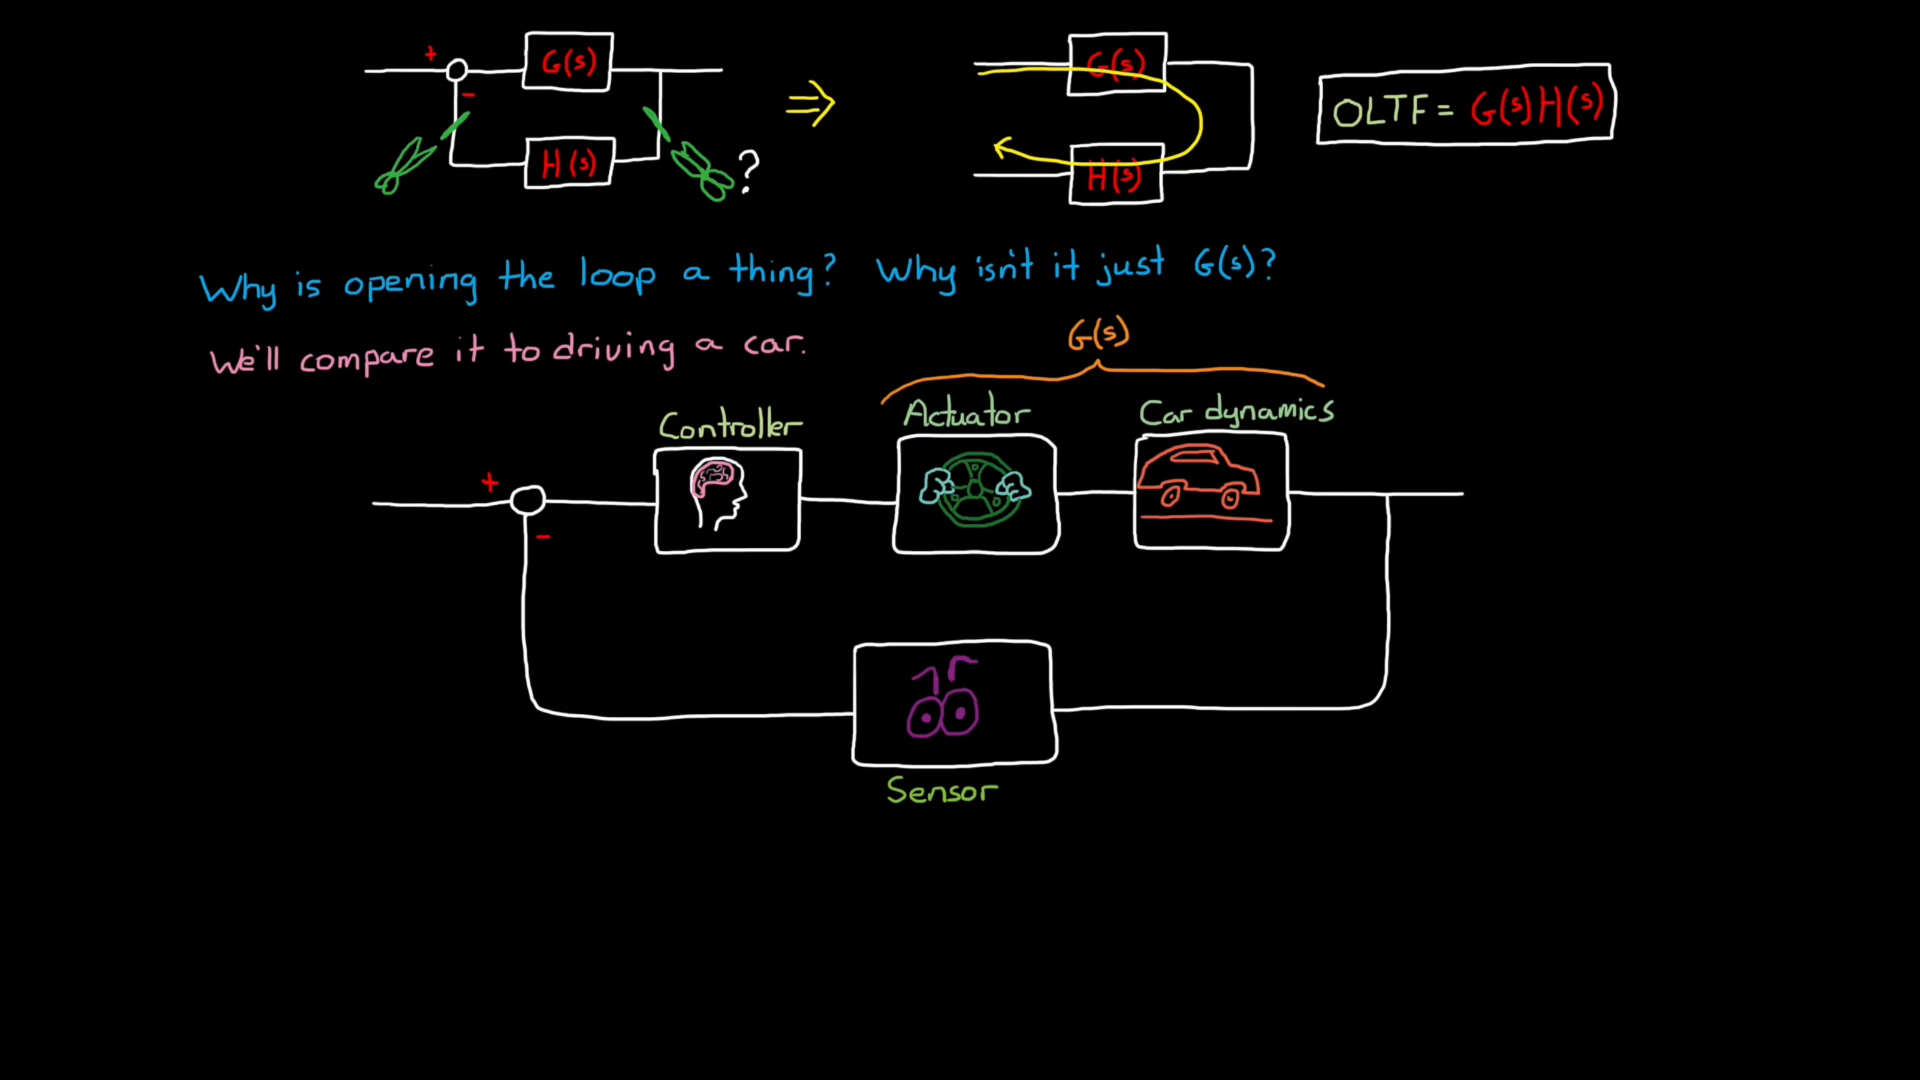 + G(s) G(s)
-
H(s) ? H(s)
OLTF = G(s)H(s)
Why is opening the loop a thing? Why isn't it just G(s)?
We'll compare it to driving a car.
G(s)
Controller Actuator Car dynamics
+
-
Sensor